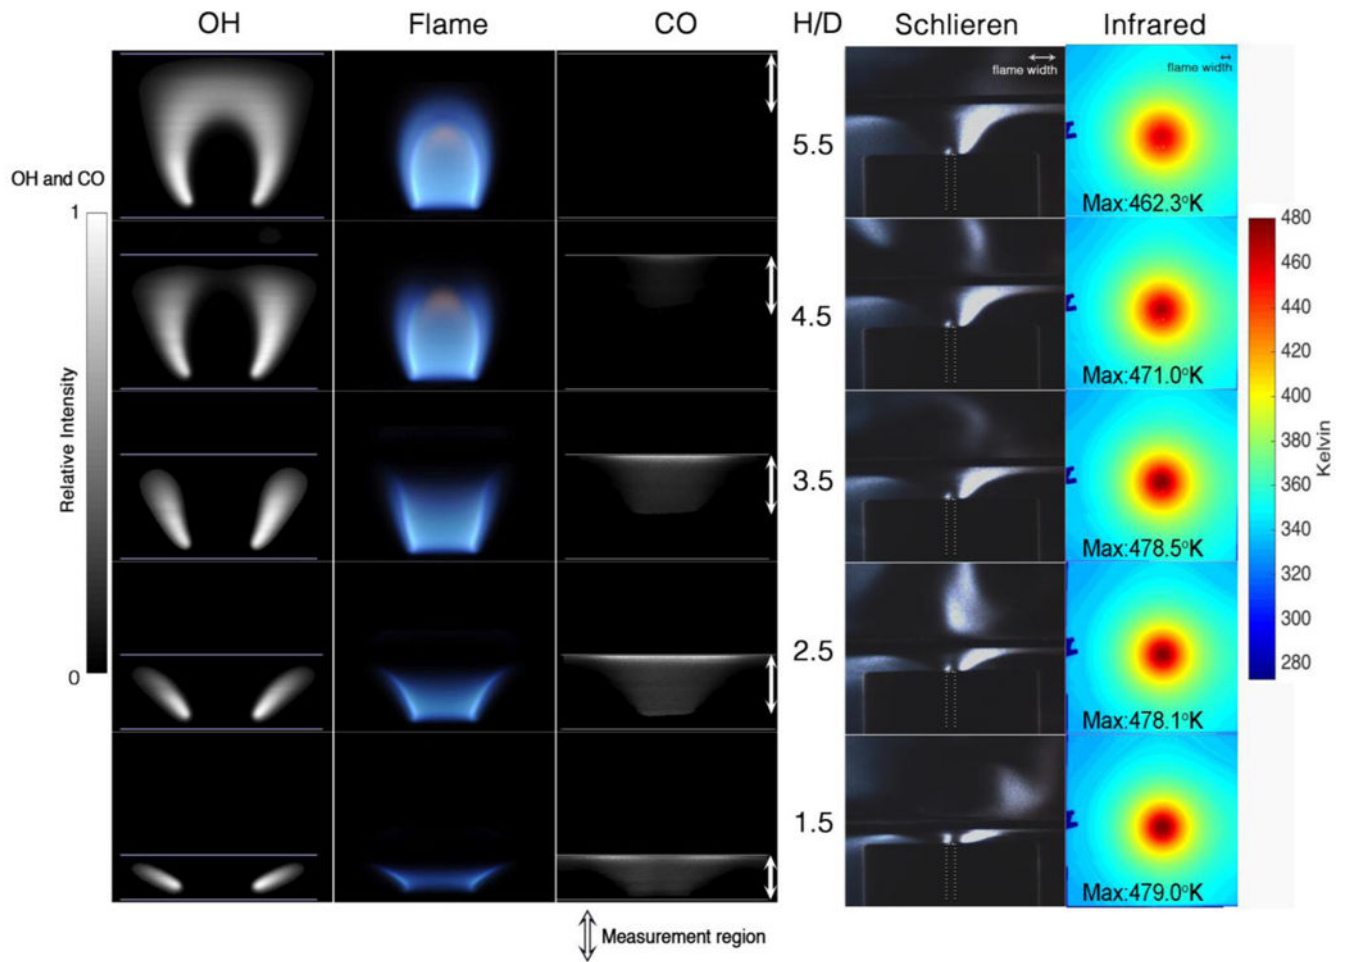 OH
Flame
CO
H/D
Schlieren
Infrared
flame width
flame width
OH and CO
1
Relative Intensity
0
5.5
Max:462.3°K
4.5
Max:471.0°K
3.5
Max:478.5°K
2.5
Max:478.1°K
1.5
Max:479.0°K
480
460
440
420
400
380
360
340
320
300
280
Kelvin
Measurement region